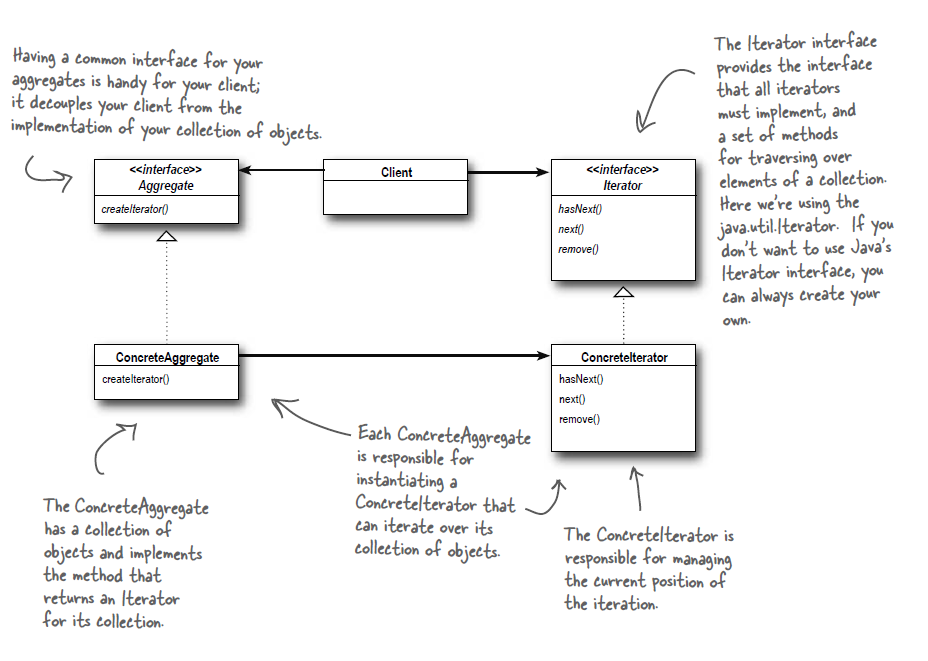 Having a common interface for your
aggregates is handy for your client;
it decouples your client from the
implementation of your collection of objects.
The Iterator interface
provides the interface
that all iterators
must implement, and
a set of methods
for traversing over
elements of a collection.
Here we're using the
java.util.Iterator. If you
don't want to use Java's
Iterator interface, you
can always create your
own.
<<interface>>
Aggregate
createIterator()
Client
<<interface>>
Iterator
hasNext()
next()
remove()
ConcreteAggregate
createIterator()
ConcreteIterator
hasNext()
next()
remove()
The ConcreteAggregate
has a collection of
objects and implements
the method that
returns an Iterator
for its collection.
Each ConcreteAggregate
is responsible for
instantiating a
ConcreteIterator that
can iterate over its
collection of objects.
The ConcreteIterator is
responsible for managing
the current position of
the iteration.